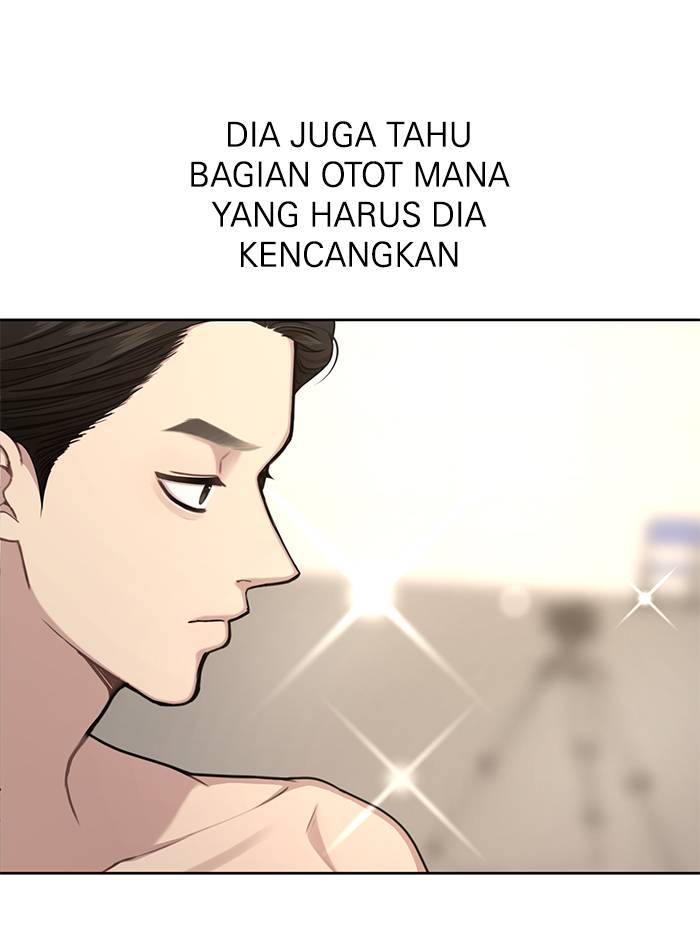 DIA JUGA TAHU
BAGIAN OTOT MANA
YANG HARUS DIA
KENCANGKAN